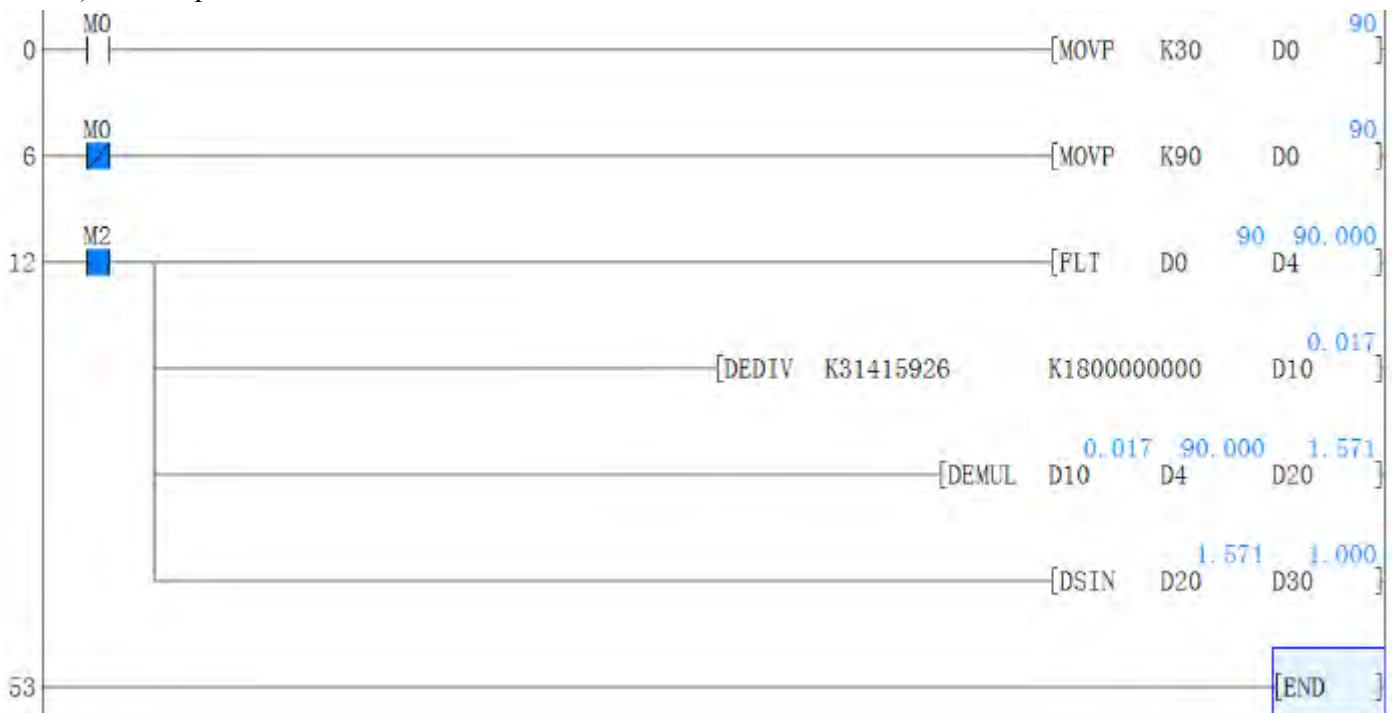 M0 90
0 [MOVP K30 D0 ]
M0 90
6 [MOVP K90 D0 ]
M2 90 90.000
12 [FLT D0 D4 ]
0.017
[DEDIV K31415926 K1800000000 D10 ]
0.017 90.000 1.571
[DEMUL D10 D4 D20 ]
1.571 1.000
[DSIN D20 D30 ]
53 [END ]